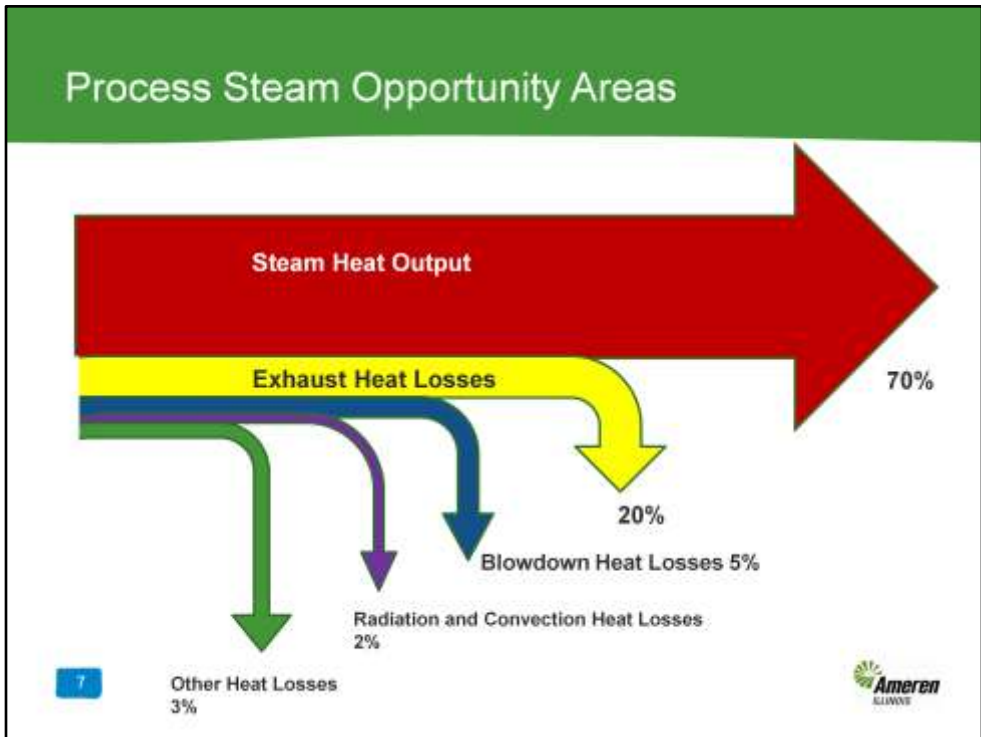 Process Steam Opportunity Areas
Steam Heat Output
Exhaust Heat Losses
70%
20%
Blowdown Heat Losses 5%
Radiation and Convection Heat Losses
2%
Other Heat Losses
3%
7
Ameren
ILLINOIS